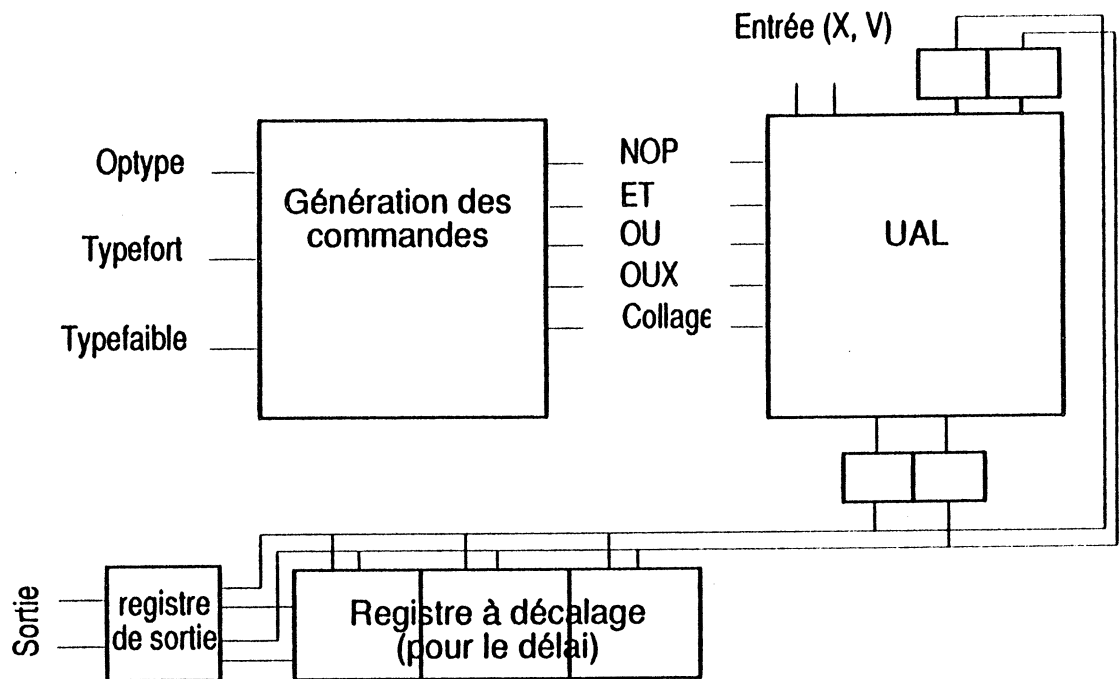 Entrée (X, V)
Optype
Typefort
Typefaible
Génération des
commandes
NOP
ET
OU
OUX
Collage
UAL
Sortie
registre
de sortie
Registre à décalage
(pour le délai)